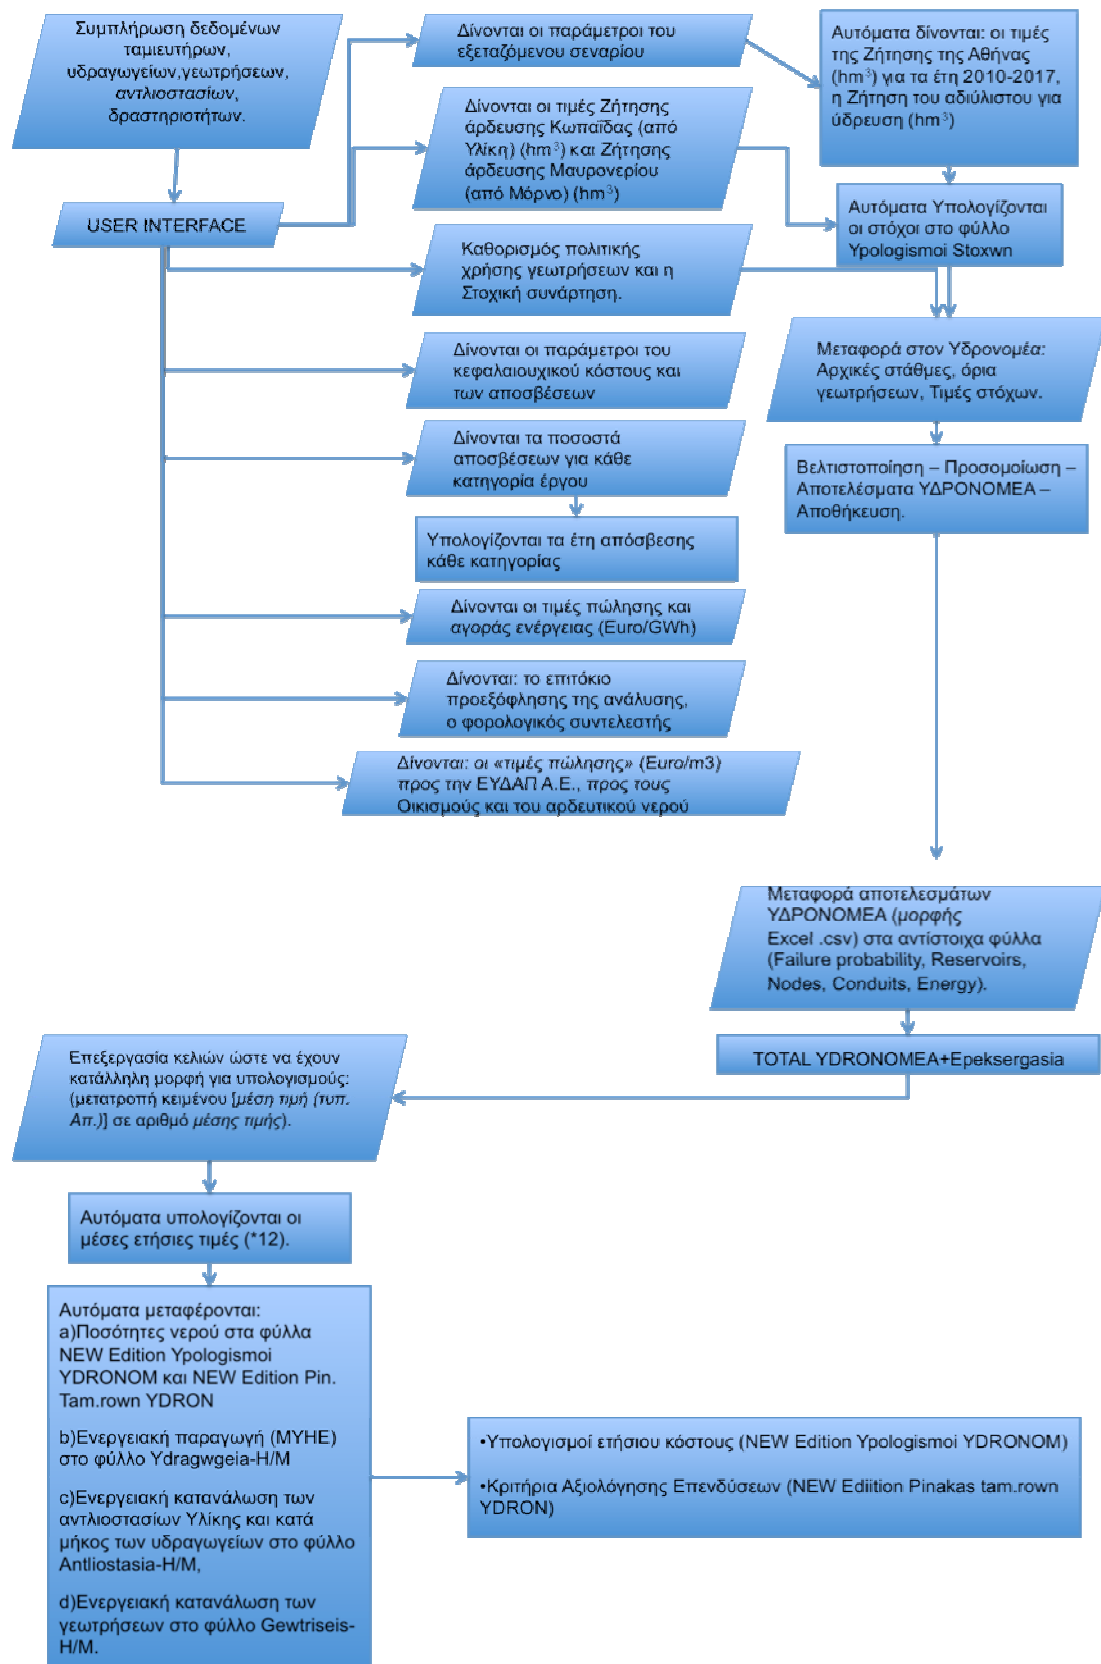 Συμπλήρωση δεδομένων
ταμιευτήρων,
υδραγωγείων,γεωτρήσεων,
αντλιοστασίων,
δραστηριοτήτων.
USER INTERFACE
Δίνονται οι παράμετροι του
εξεταζόμενου σεναρίου
Δίνονται οι τιμές Ζήτησης
άρδευσης Κωπαΐδας (από
Υλίκη) (hm³) και Ζήτησης
άρδευσης Μαυρονερίου
(από Μόρνο) (hm³)
Καθορισμός πολιτικής
χρήσης γεωτρήσεων και η
Στοχική συνάρτηση.
Δίνονται οι παράμετροι του
κεφαλαιουχικού κόστους και
των αποσβέσεων
Δίνονται τα ποσοστά
αποσβέσεων για κάθε
κατηγορία έργου
Υπολογίζονται τα έτη απόσβεσης
κάθε κατηγορίας
Δίνονται οι τιμές πώλησης και
αγοράς ενέργειας (Euro/GWh)
Δίνονται: το επιτόκιο
προεξόφλησης της ανάλυσης,
ο φορολογικός συντελεστής
Δίνονται: οι «τιμές πώλησης» (Euro/m3)
προς την ΕΥΔΑΠ Α.Ε., προς τους
Οικισμούς και του αρδευτικού νερού
Αυτόματα δίνονται: οι τιμές
της Ζήτησης της Αθήνας
(hm³) για τα έτη 2010-2017,
η Ζήτηση του αδιύλιστου για
ύδρευση (hm³)
Αυτόματα Υπολογίζονται
οι στόχοι στο φύλλο
Ypologismoi Stoxwn
Μεταφορά στον Υδρονομέα:
Αρχικές στάθμες, όρια
γεωτρήσεων, Τιμές στόχων.
Βελτιστοποίηση – Προσομοίωση –
Αποτελέσματα ΥΔΡΟΝΟΜΕΑ –
Αποθήκευση.
Μεταφορά αποτελεσμάτων
ΥΔΡΟΝΟΜΕΑ (μορφής
Excel .csv) στα αντίστοιχα φύλλα
(Failure probability, Reservoirs,
Nodes, Conduits, Energy).
TOTAL YDRONOMEA+Epeksergasia
Επεξεργασία κελιών ώστε να έχουν
κατάλληλη μορφή για υπολογισμούς:
(μετατροπή κειμένου [μέση τιμή (τυπ.
Απ.)] σε αριθμό μέσης τιμής).
Αυτόματα υπολογίζονται οι
μέσες ετήσιες τιμές (*12).
Αυτόματα μεταφέρονται:
a)Ποσότητες νερού στα φύλλα
NEW Edition Ypologismoi
YDRONOM και NEW Edition Pin.
Tam.rown YDRON
b)Ενεργειακή παραγωγή (ΜΥΗΕ)
στο φύλλο Ydragwgeia-H/M
c)Ενεργειακή κατανάλωση των
αντλιοστασίων Υλίκης και κατά
μήκος των υδραγωγείων στο φύλλο
Antliostasia-H/M,
d)Ενεργειακή κατανάλωση των
γεωτρήσεων στο φύλλο Gewtriseis-
H/M.
•Υπολογισμοί ετήσιου κόστους (NEW Edition Ypologismoi YDRONOM)
•Κριτήρια Αξιολόγησης Επενδύσεων (NEW Ediition Pinakas tam.rown
YDRON)